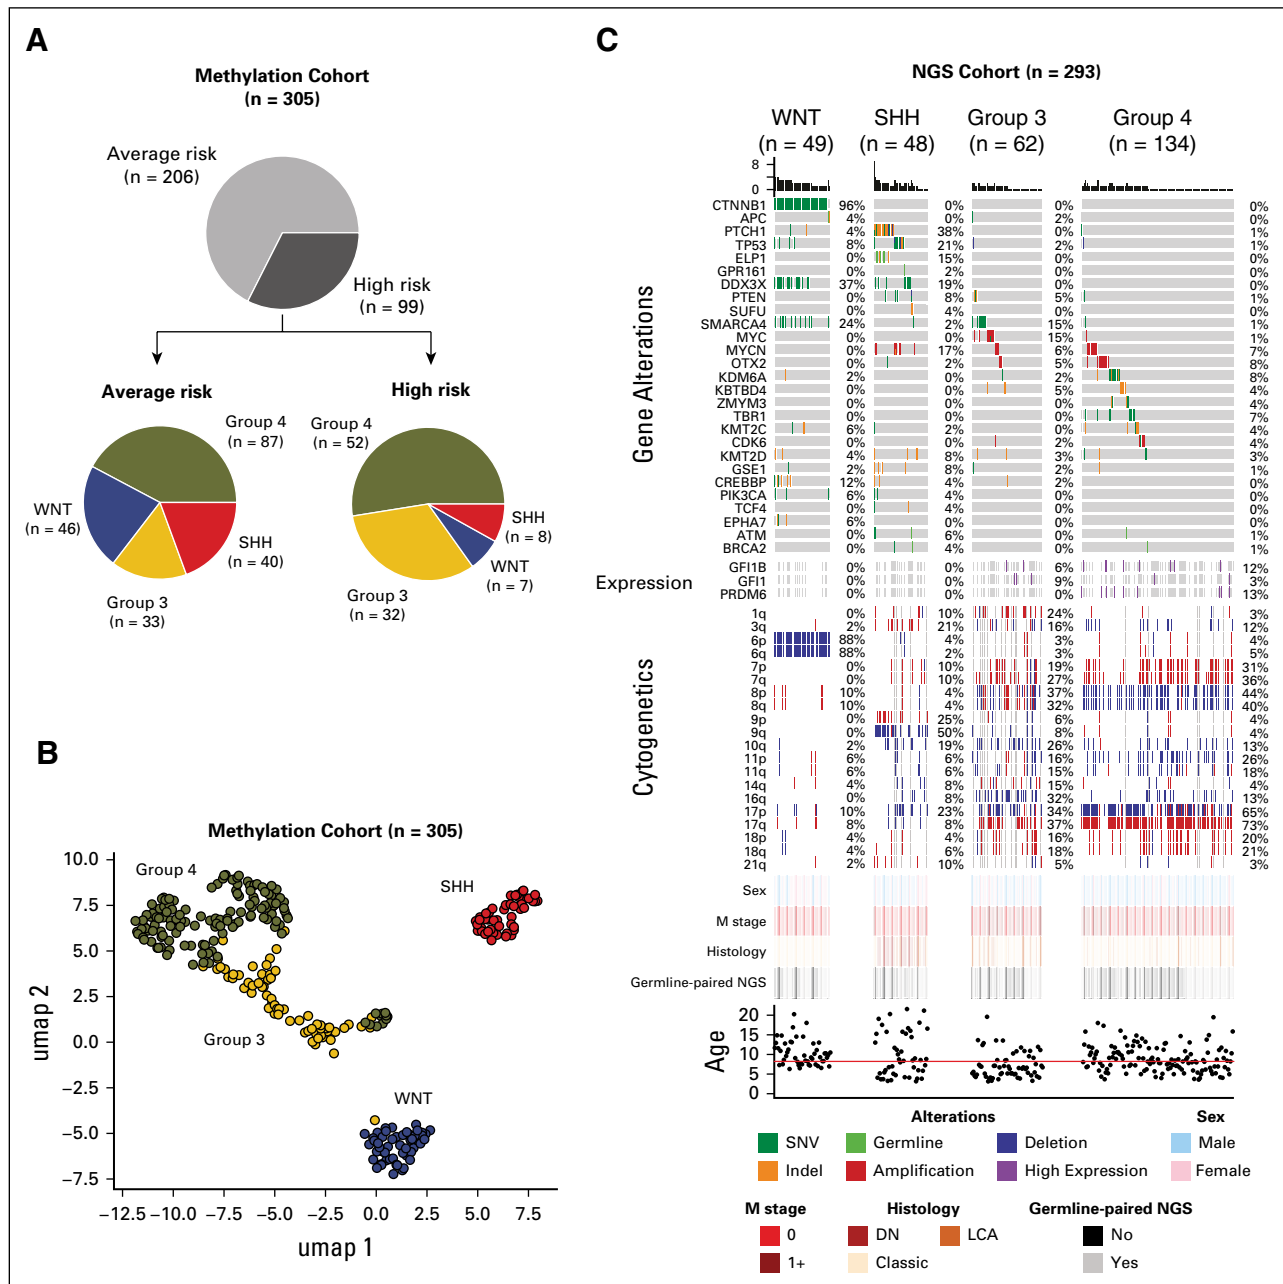 A
Methylation Cohort
(n = 305)
Average risk
(n = 206)
High risk
(n = 99)
Average risk
High risk
Group 4
(n = 87)
WNT
(n = 46)
SHH
(n = 40)
Group 3
(n = 33)
Group 4
(n = 52)
SHH
(n = 8)
WNT
(n = 7)
Group 3
(n = 32)
B
Methylation Cohort (n = 305)
Group 4
SHH
Group 3
WNT
umap 2
10.0
7.5
5.0
2.5
0.0
−2.5
−5.0
−7.5
−12.5 −10.0 −7.5 −5.0 −2.5 0.0 2.5 5.0 7.5
umap 1
C
NGS Cohort (n = 293)
WNT SHH Group 3 Group 4
(n = 49) (n = 48) (n = 62) (n = 134)
8
4
0
Gene Alterations
CTNNB1 96% 0% 0% 0%
APC 4% 0% 2% 0%
PTCH1 4% 38% 0% 1%
TP53 8% 21% 2% 1%
ELP1 0% 15% 0% 0%
GPR161 0% 2% 0% 0%
DDX3X 37% 19% 0% 0%
PTEN 0% 8% 5% 1%
SUFU 0% 4% 0% 0%
SMARCA4 24% 2% 15% 1%
MYC 0% 0% 15% 1%
MYCN 0% 17% 6% 7%
OTX2 0% 2% 5% 8%
KDM6A 2% 0% 2% 8%
KBTBD4 0% 0% 5% 4%
ZMYM3 0% 0% 0% 4%
TBR1 0% 0% 0% 7%
KMT2C 6% 2% 0% 4%
CDK6 0% 0% 2% 4%
KMT2D 4% 8% 3% 3%
GSE1 2% 8% 2% 1%
CREBBP 12% 4% 2% 0%
PIK3CA 6% 4% 0% 0%
TCF4 0% 4% 0% 0%
EPHA7 6% 0% 0% 0%
ATM 0% 6% 0% 1%
BRCA2 0% 4% 0% 1%
Expression
GFI1B 0% 0% 6% 12%
GFI1 0% 0% 9% 3%
PRDM6 0% 0% 0% 13%
Cytogenetics
1q 0% 10% 24% 3%
3q 2% 21% 16% 12%
6p 88% 4% 3% 4%
6q 88% 2% 3% 5%
7p 0% 10% 19% 31%
7q 0% 10% 27% 36%
8p 10% 4% 37% 44%
8q 10% 4% 32% 40%
9p 0% 25% 6% 4%
9q 0% 50% 8% 4%
10q 2% 19% 26% 13%
11p 6% 6% 16% 26%
11q 6% 6% 15% 18%
14q 4% 8% 15% 4%
16q 0% 8% 32% 13%
17p 10% 23% 34% 65%
17q 8% 8% 37% 73%
18p 4% 4% 16% 20%
18q 4% 6% 18% 21%
21q 2% 10% 5% 3%
Sex
M stage
Histology
Germline-paired NGS
Age
20
15
10
5
0
Alterations Sex
SNV Germline Deletion Male
Indel Amplification High Expression Female
M stage Histology Germline-paired NGS
0 DN LCA No
1+ Classic Yes